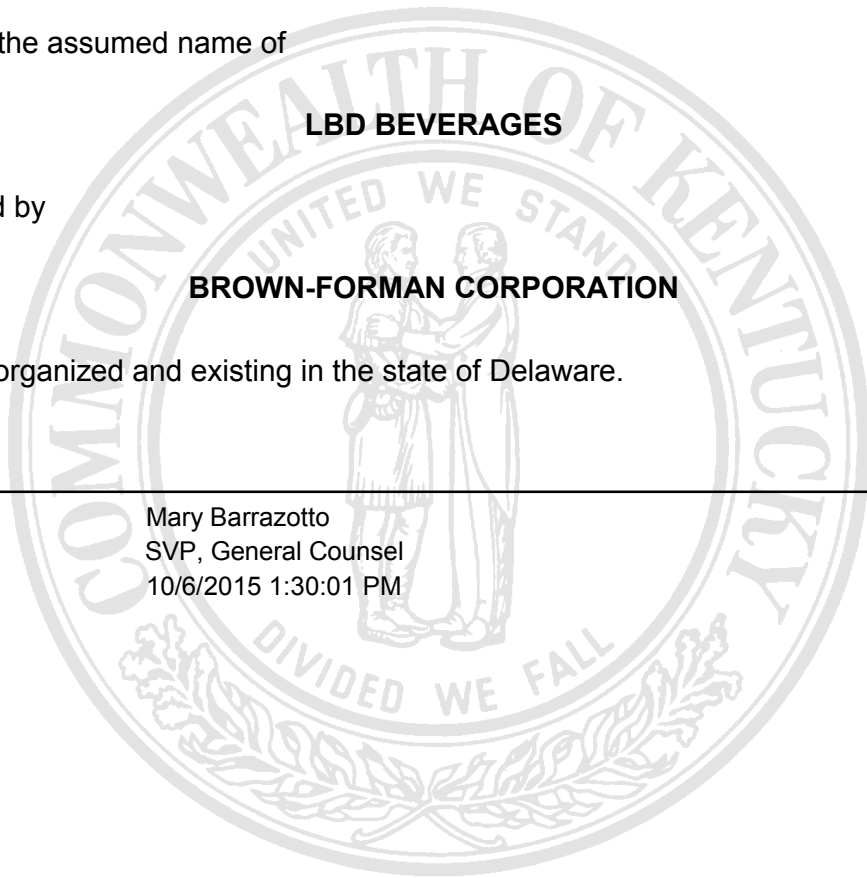 the assumed name of
LBD BEVERAGES
d by
BROWN-FORMAN CORPORATION
organized and existing in the state of Delaware.
Mary Barrazotto
SVP, General Counsel
10/6/2015 1:30:01 PM
COMMONWEALTH OF KENTUCKY
UNITED WE STAND
DIVIDED WE FALL